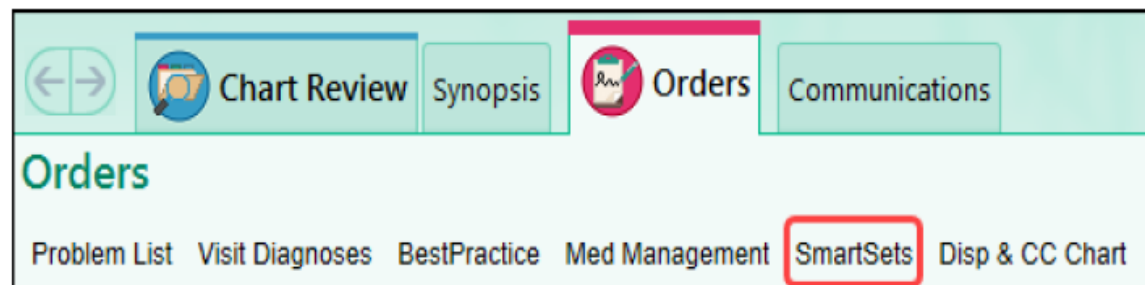 Chart Review Synopsis Orders Communications
Orders
Problem List Visit Diagnoses BestPractice Med Management SmartSets Disp & CC Chart